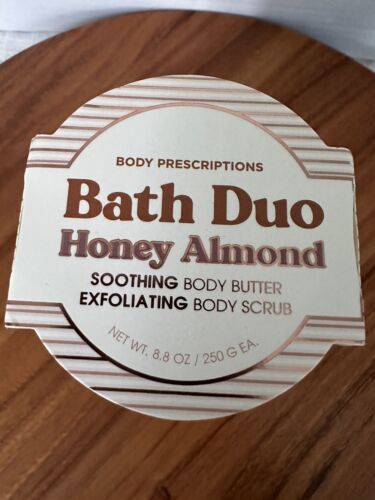 BODY PRESCRIPTIONS
Bath Duo
Honey Almond
SOOTHING BODY BUTTER
EXFOLIATING BODY SCRUB
NET WT. 8.8 OZ / 250 G EA.